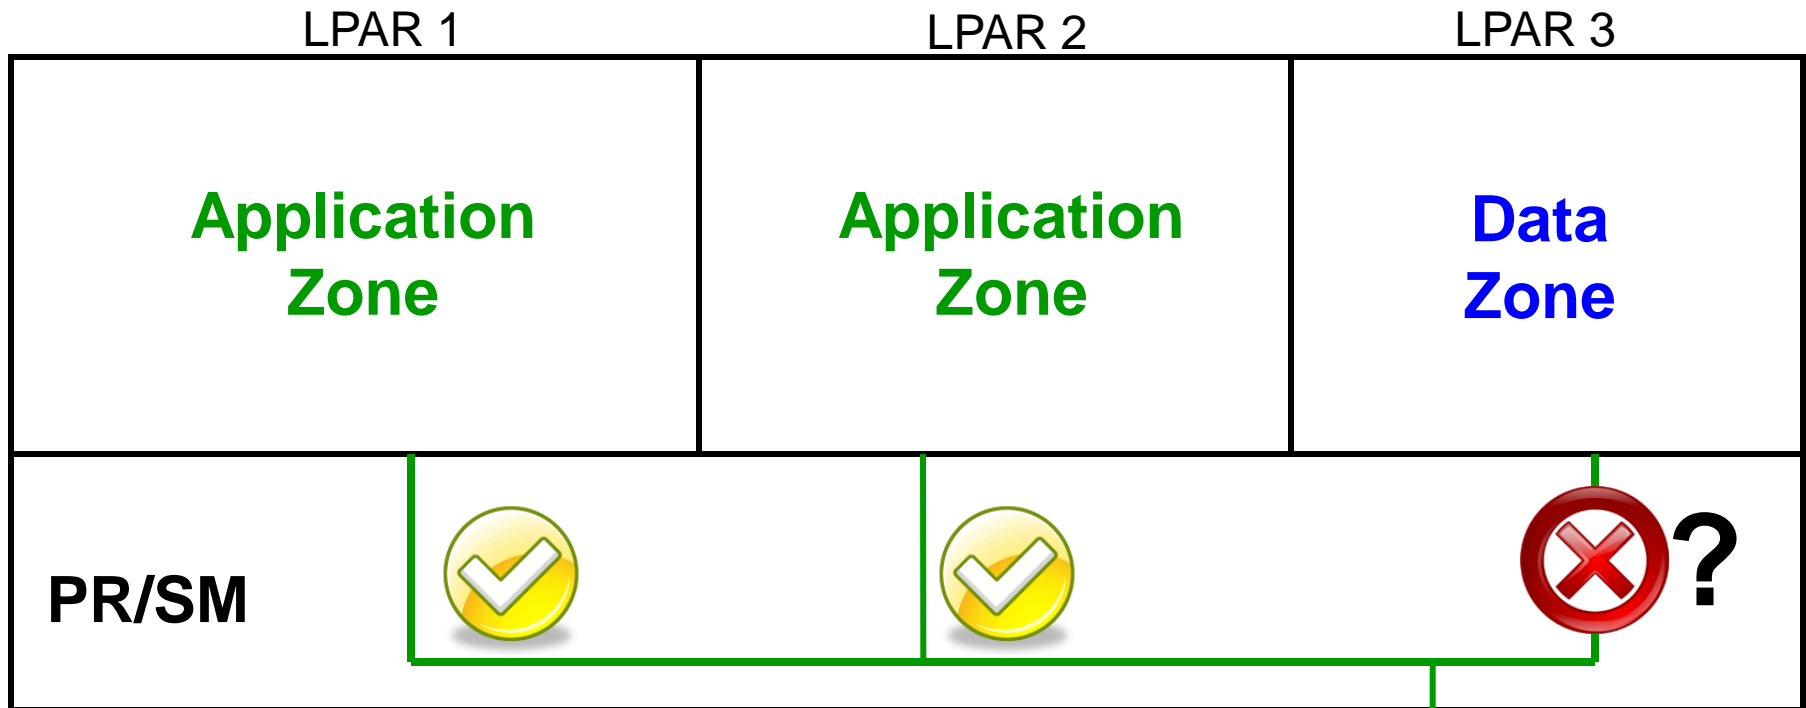 LPAR 1
LPAR 2
LPAR 3
Application
Zone
Application
Zone
Data
Zone
PR/SM
?